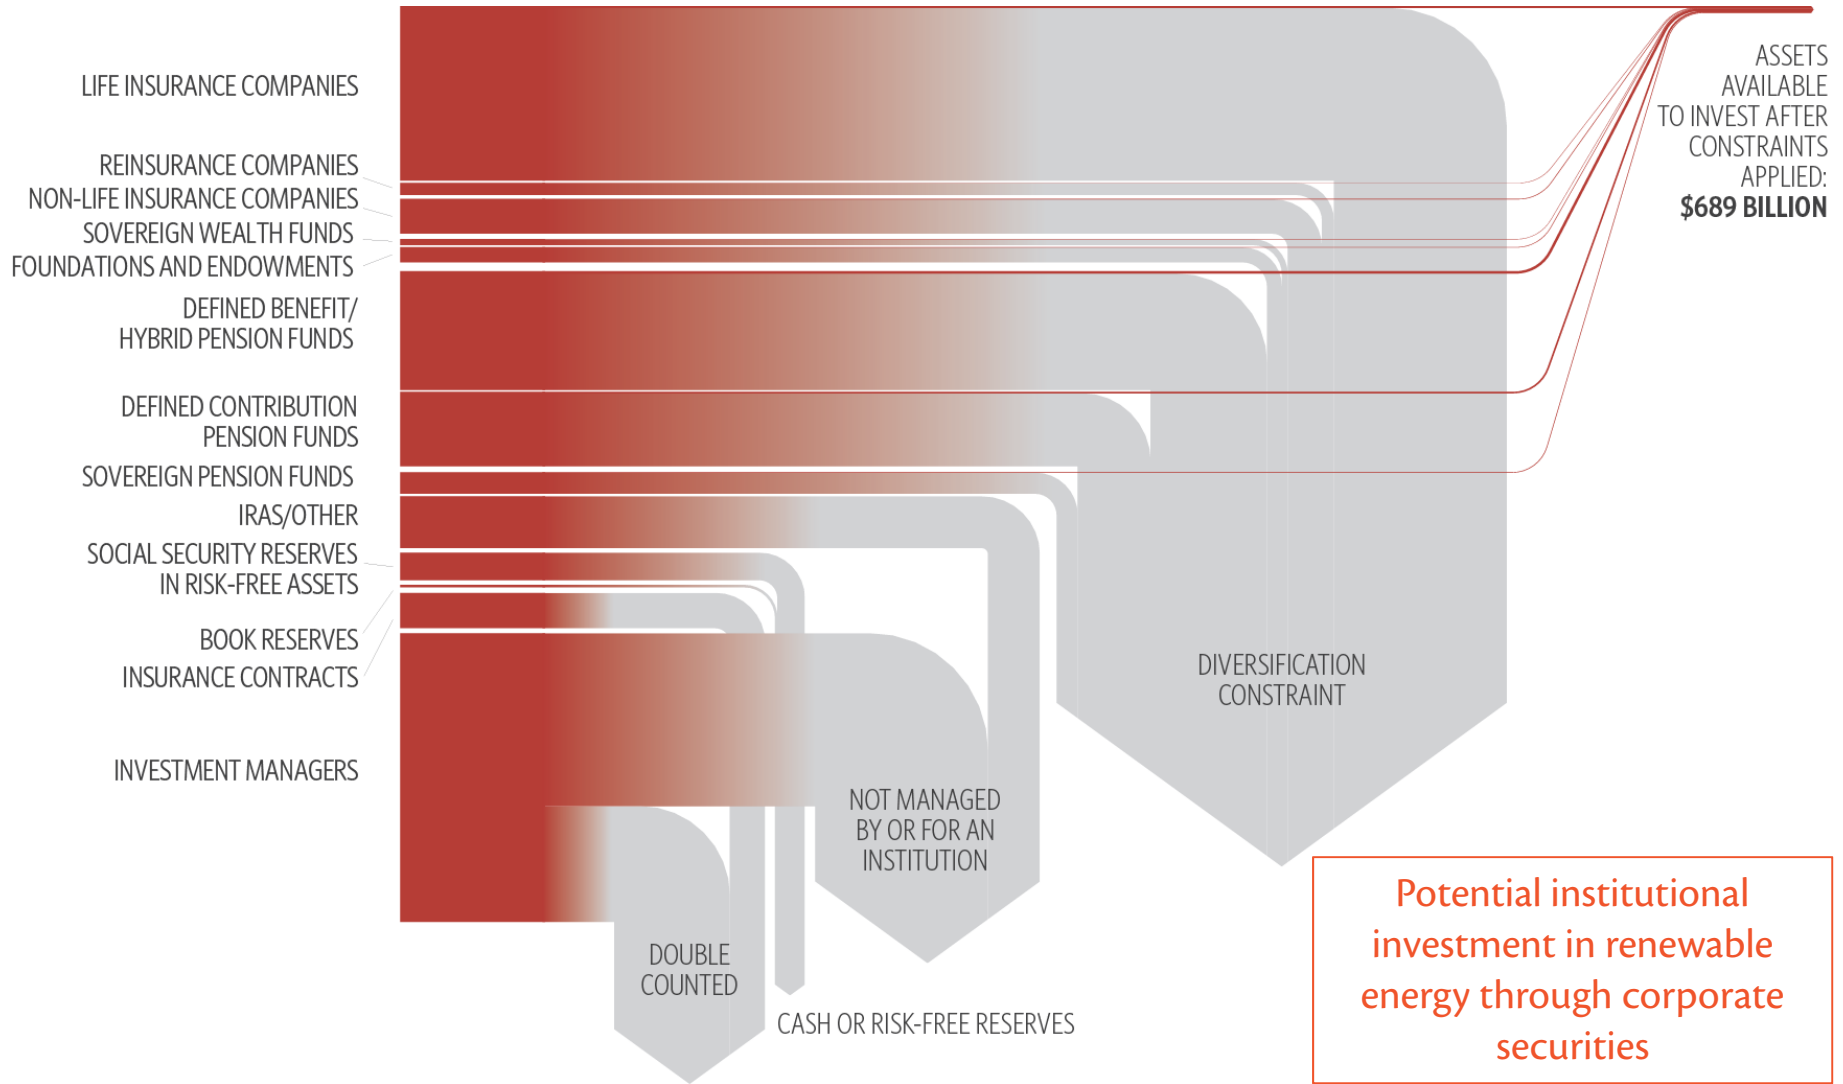 LIFE INSURANCE COMPANIES
REINSURANCE COMPANIES
NON-LIFE INSURANCE COMPANIES
SOVEREIGN WEALTH FUNDS
FOUNDATIONS AND ENDOWMENTS
DEFINED BENEFIT/
HYBRID PENSION FUNDS
DEFINED CONTRIBUTION
PENSION FUNDS
SOVEREIGN PENSION FUNDS
IRAS/OTHER
SOCIAL SECURITY RESERVES
IN RISK-FREE ASSETS
BOOK RESERVES
INSURANCE CONTRACTS
INVESTMENT MANAGERS
DOUBLE
COUNTED
CASH OR RISK-FREE RESERVES
NOT MANAGED
BY OR FOR AN
INSTITUTION
DIVERSIFICATION
CONSTRAINT
ASSETS
AVAILABLE
TO INVEST AFTER
CONSTRAINTS
APPLIED:
$689 BILLION
Potential institutional
investment in renewable
energy through corporate
securities